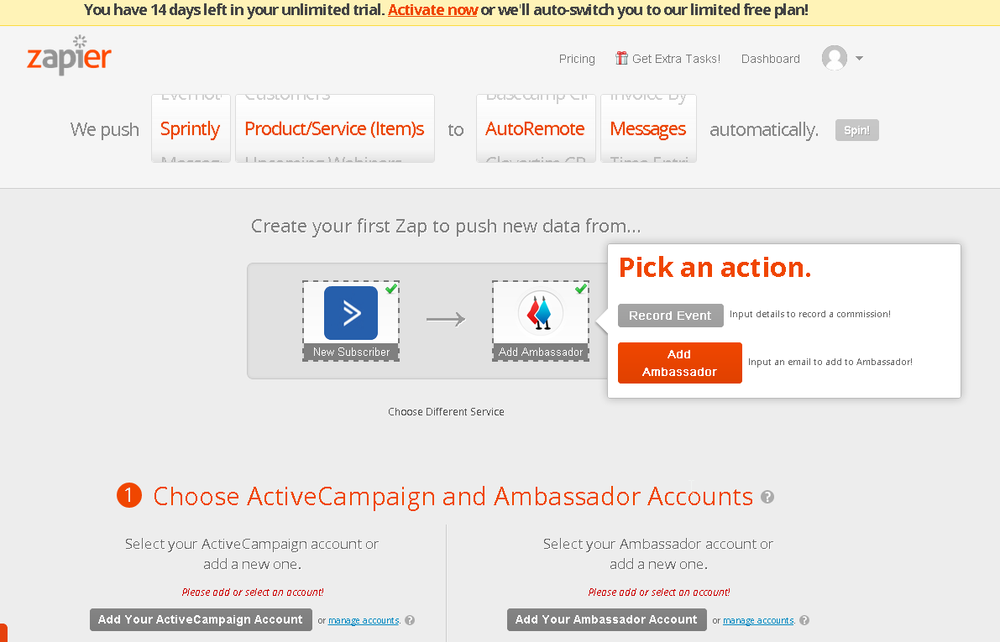 You have 14 days left in your unlimited trial. Activate now or we'll auto-switch you to our limited free plan!
zapier
Pricing
Get Extra Tasks!
Dashboard
Customers
We push Sprintly Product/Service (Item)s to AutoRemote Messages automatically. Spin!
Upcoming Webinars
Create your first Zap to push new data from...
Pick an action.
Record Event Input details to record a commission!
Add
Ambassador
Input an email to add to Ambassador!
New Subscriber
Add Ambassador
Choose Different Service
1 Choose ActiveCampaign and Ambassador Accounts ?
Select your ActiveCampaign account or
add a new one.
Please add or select an account!
Add Your ActiveCampaign Account or manage accounts. ?
Select your Ambassador account or
add a new one.
Please add or select an account!
Add Your Ambassador Account or manage accounts. ?